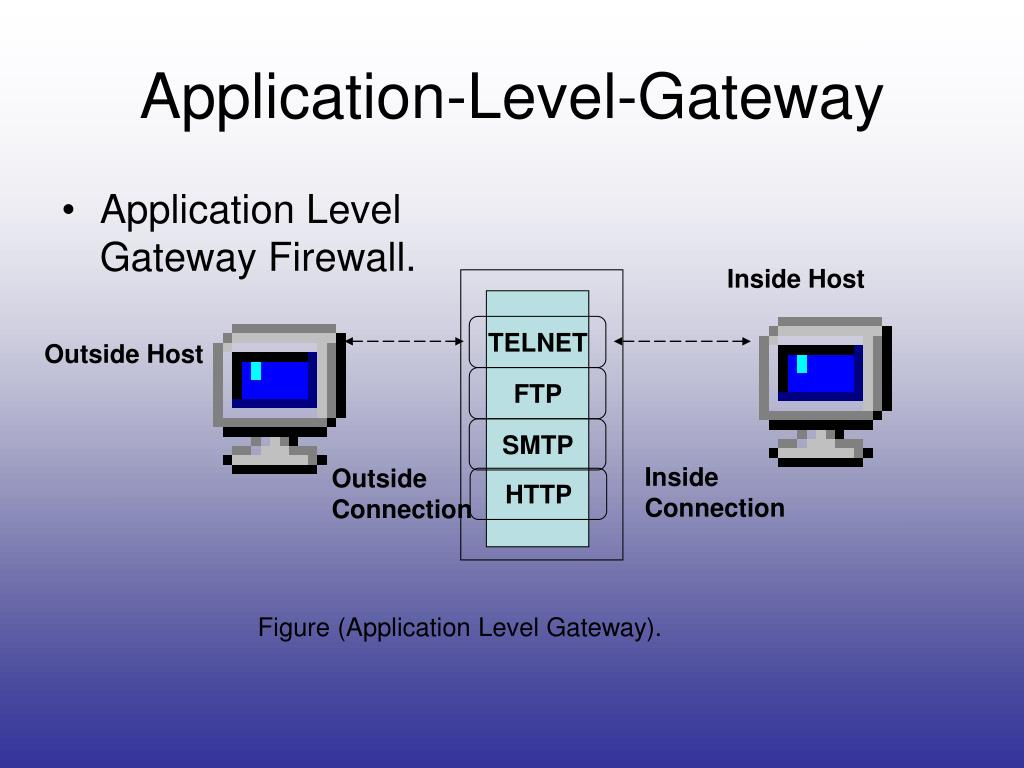 Application-Level-Gateway
• Application Level
Gateway Firewall.
Inside Host
Outside Host
TELNET
FTP
SMTP
HTTP
Outside
Connection
Inside
Connection
Figure (Application Level Gateway).